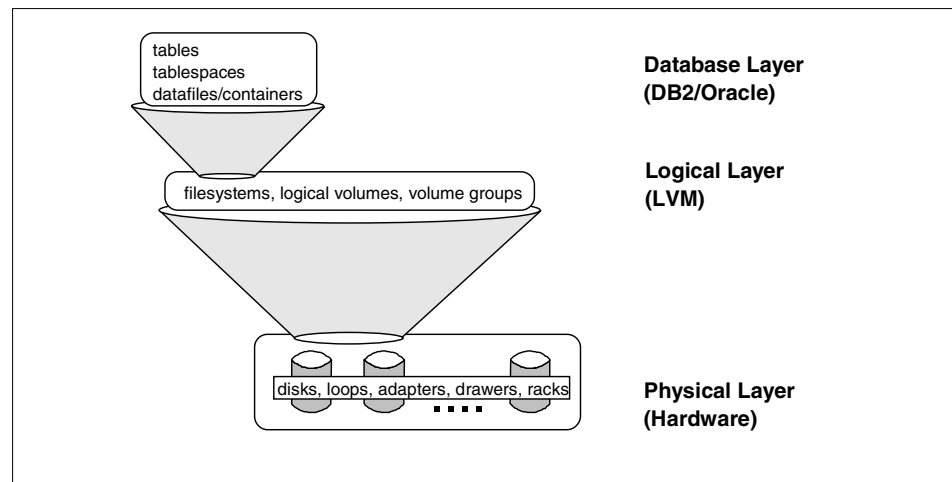 tables
tablespaces
datafiles/containers
Database Layer
(DB2/Oracle)
filesystems, logical volumes, volume groups
Logical Layer
(LVM)
disks, loops, adapters, drawers, racks
Physical Layer
(Hardware)